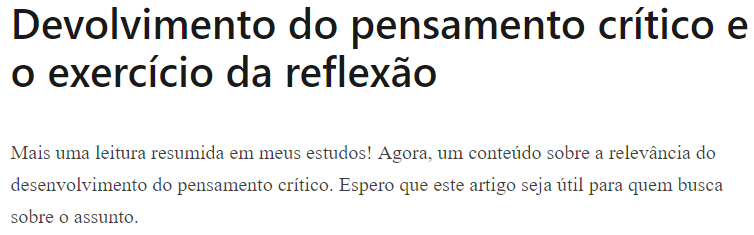 Devolvimento do pensamento crítico e
o exercício da reflexão
Mais uma leitura resumida em meus estudos! Agora, um conteúdo sobre a relevância do
desenvolvimento do pensamento crítico. Espero que este artigo seja útil para quem busca
sobre o assunto.